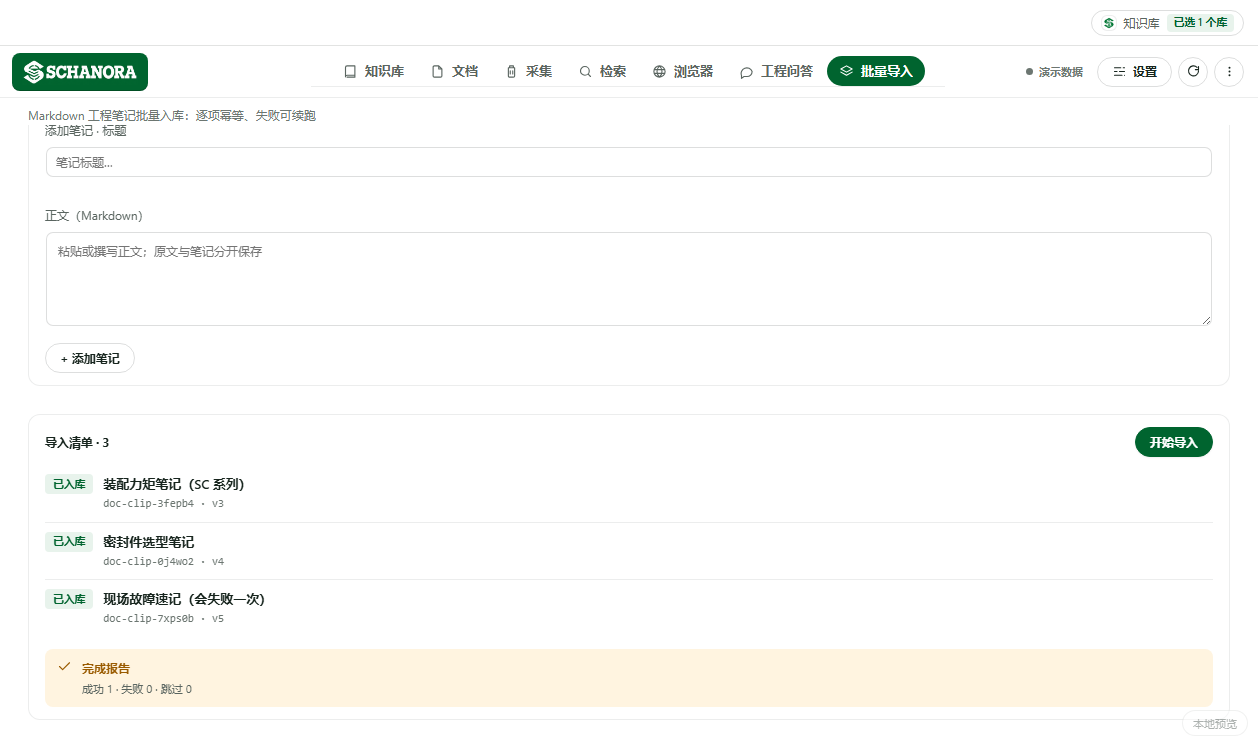 知识库 已选 1 个库
SCHANORA
知识库 文档 采集 检索 浏览器 工程问答 批量导入
演示数据 设置
Markdown 工程笔记批量入库：逐项幂等、失败可续跑
添加笔记 · 标题
笔记标题...
正文（Markdown）
粘贴或撰写正文；原文与笔记分开保存
+ 添加笔记
导入清单 · 3
开始导入
已入库 装配力矩笔记（SC 系列）
doc-clip-3fepb4 · v3
已入库 密封件选型笔记
doc-clip-0j4wo2 · v4
已入库 现场故障速记（会失败一次）
doc-clip-7xps0b · v5
完成报告
成功 1 · 失败 0 · 跳过 0
本地预览